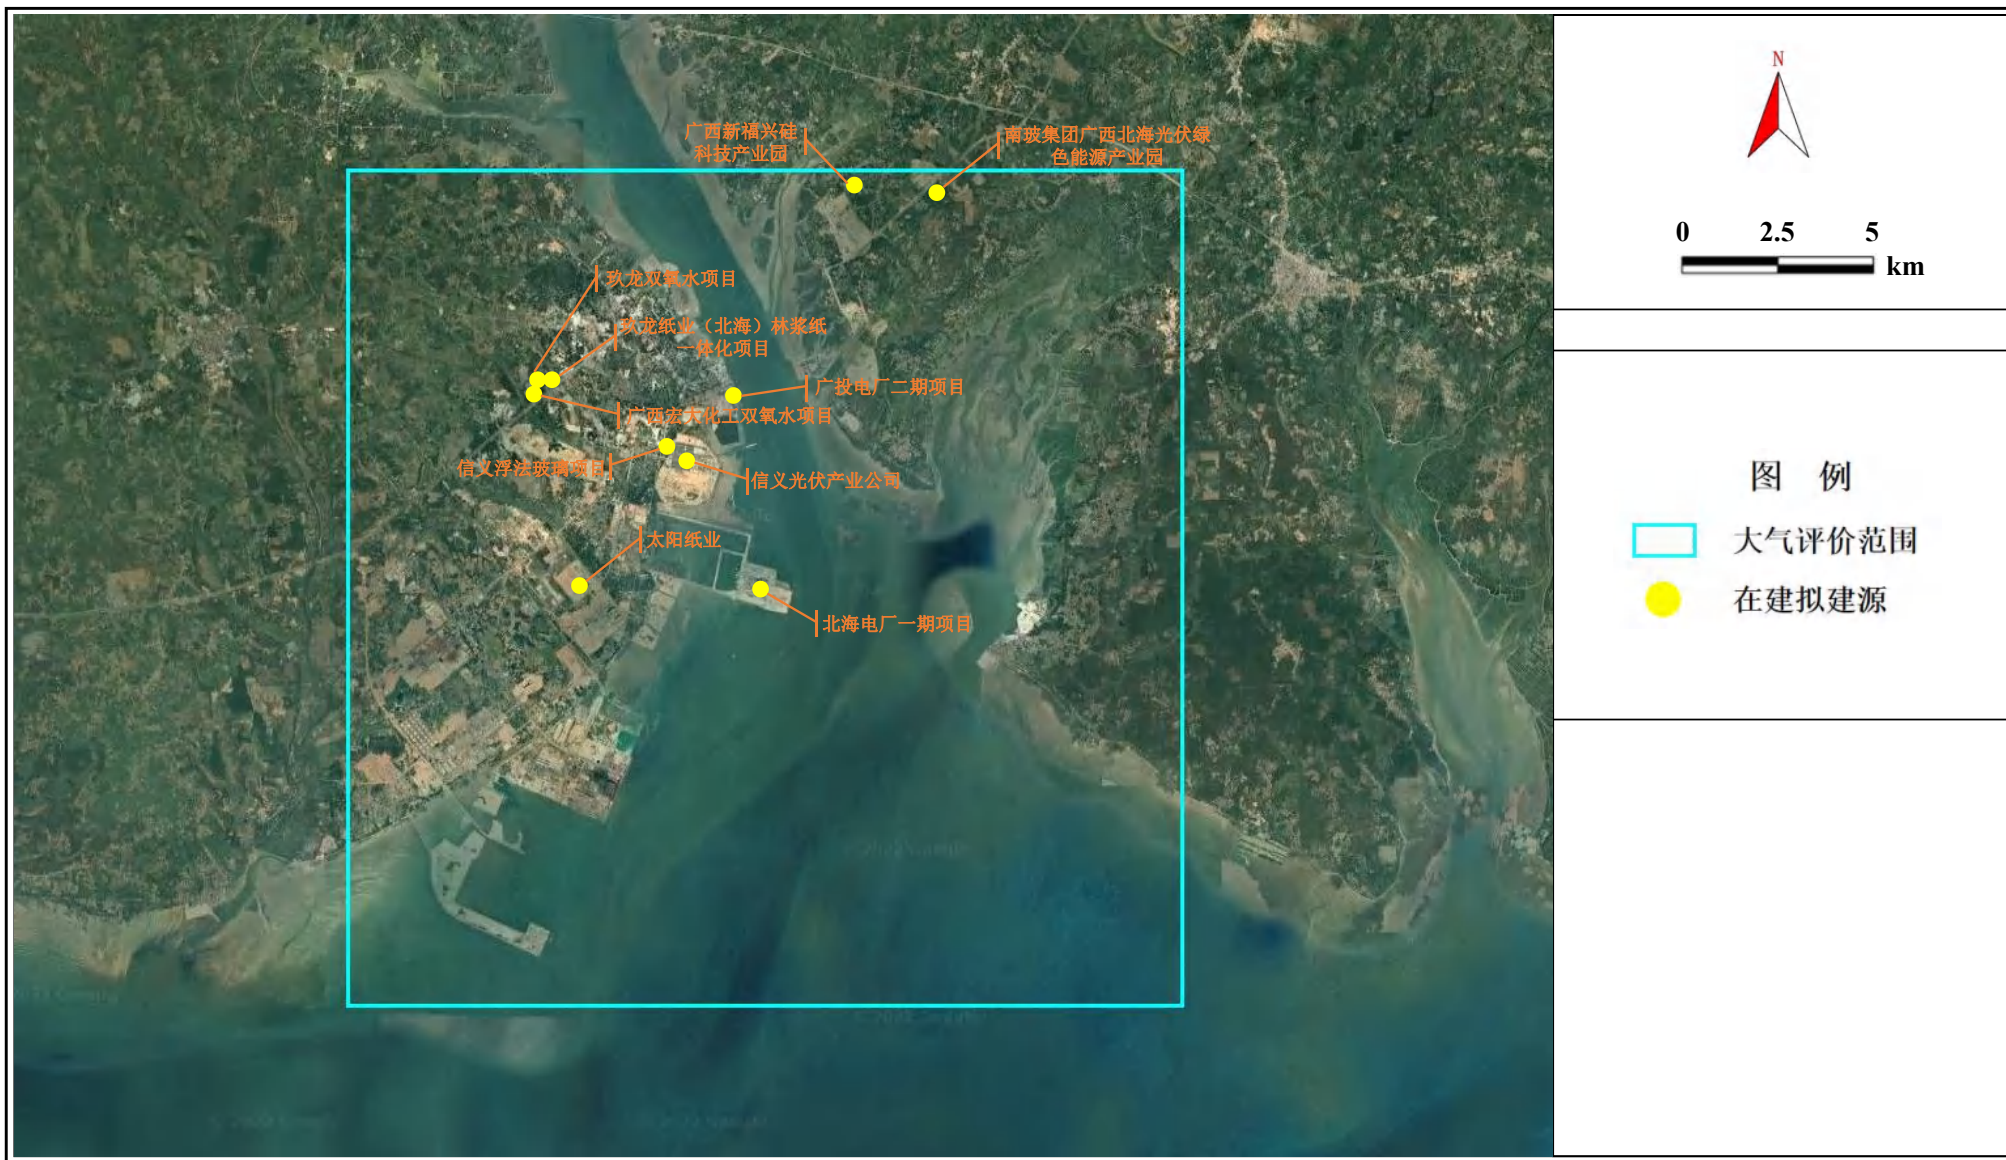 广西新福兴硅
科技产业园
南玻集团广西北海光伏绿
色能源产业园
玖龙双氧水项目
玖龙纸业（北海）林浆纸
一体化项目
广投电厂二期项目
广西宏大化工双氧水项目
信义浮法玻璃项目
信义光伏产业公司
太阳纸业
北海电厂一期项目
N
0 2.5 5
km
图 例
大气评价范围
在建拟建源